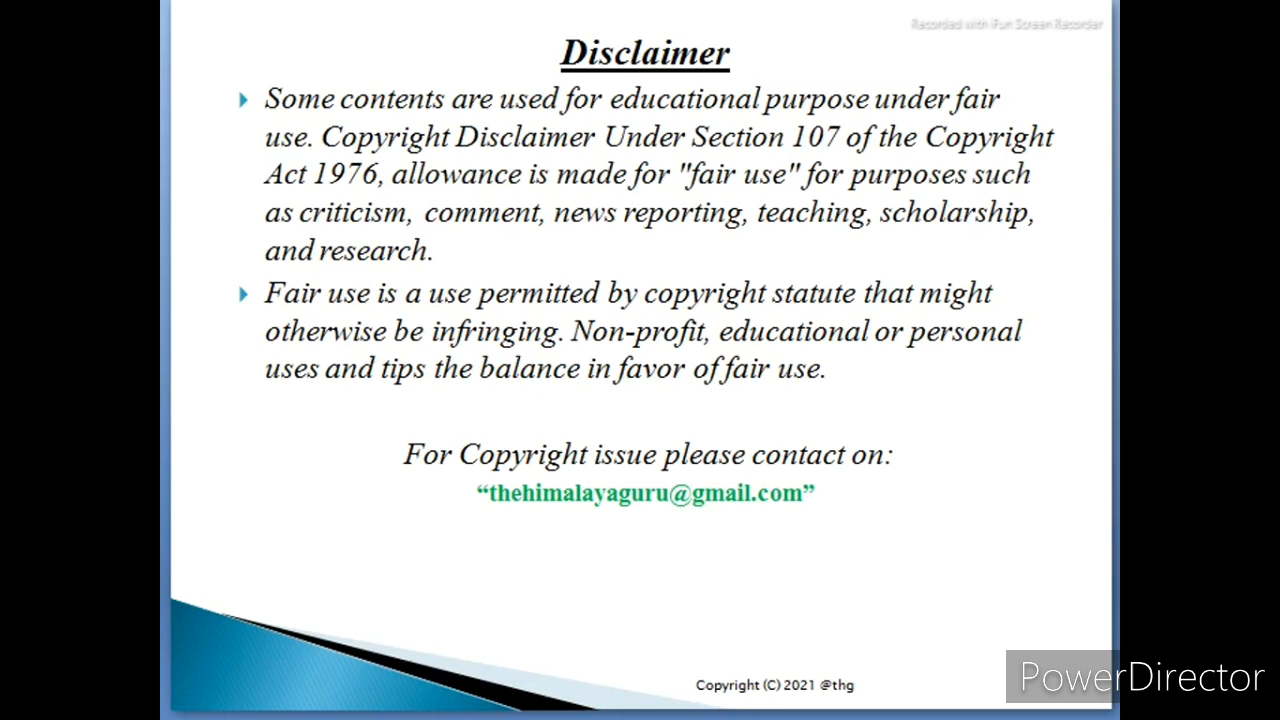 Recorded with iFun Screen Recorder
Disclaimer
Some contents are used for educational purpose under fair
use. Copyright Disclaimer Under Section 107 of the Copyright
Act 1976, allowance is made for "fair use" for purposes such
as criticism, comment, news reporting, teaching, scholarship,
and research.
Fair use is a use permitted by copyright statute that might
otherwise be infringing. Non-profit, educational or personal
uses and tips the balance in favor of fair use.
For Copyright issue please contact on:
“thehimalayaguru@gmail.com”
Copyright (C) 2021 @thg
PowerDirector